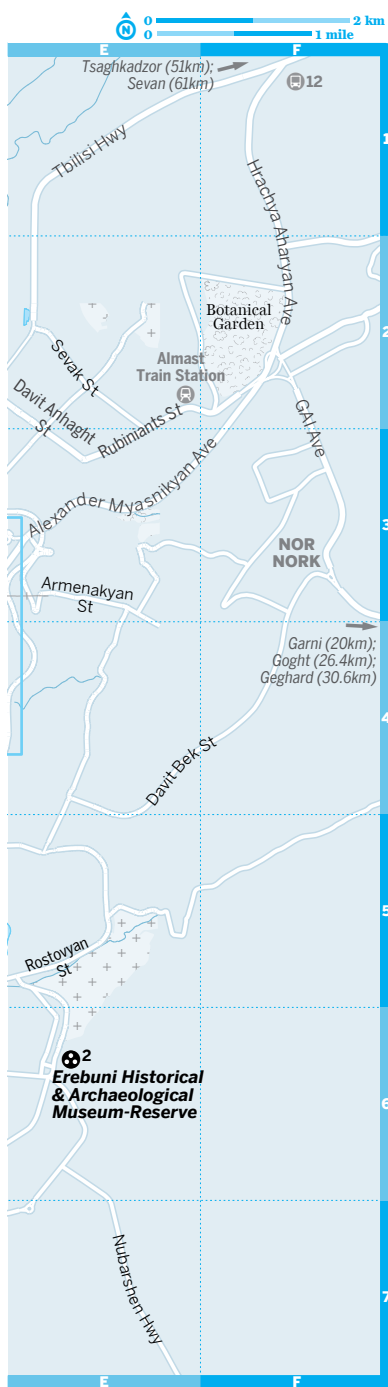 0 2 km
N
0 1 mile
E F
Tsaghkadzor (51km);
Sevan (61km)
12
1
Tbilisi Hwy
Hrachya Aharyan Ave
Botanical
Garden
2
Sevak St
Almast
Train Station
Davit Anhaght
St
Rubiniants St
GAI Ave
Alexander Myasnikyan Ave
3
NOR
NORK
Armenakyan
St
Garni (20km);
Goght (26.4km);
Geghard (30.6km)
4
Davit Bek St
5
Rostovyan
St
2
Erebuni Historical
& Archaeological
Museum-Reserve
6
Nubarshen Hwy
7
E F